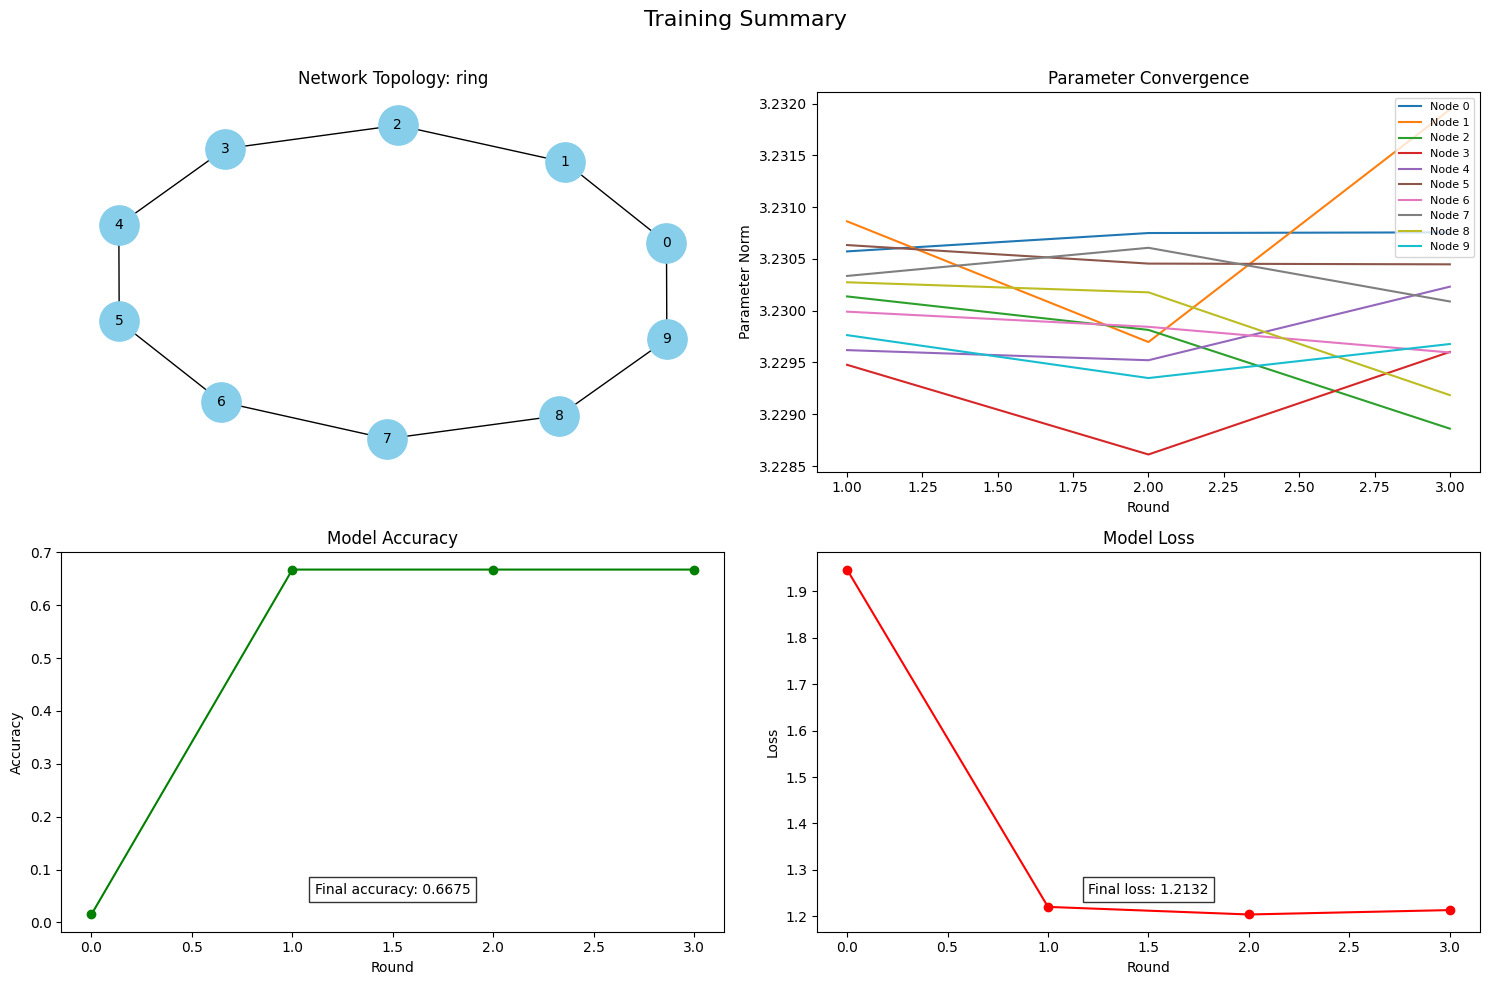 Training Summary
Network Topology: ring
2
3
1
4
0
5
9
6
8
7
Parameter Convergence
Parameter Norm
3.2320
3.2315
3.2310
3.2305
3.2300
3.2295
3.2290
3.2285
Node 0
Node 1
Node 2
Node 3
Node 4
Node 5
Node 6
Node 7
Node 8
Node 9
1.00 1.25 1.50 1.75 2.00 2.25 2.50 2.75 3.00
Round
Model Accuracy
Accuracy
0.7
0.6
0.5
0.4
0.3
0.2
0.1
0.0
Final accuracy: 0.6675
0.0 0.5 1.0 1.5 2.0 2.5 3.0
Round
Model Loss
Loss
1.9
1.8
1.7
1.6
1.5
1.4
1.3
1.2
Final loss: 1.2132
0.0 0.5 1.0 1.5 2.0 2.5 3.0
Round